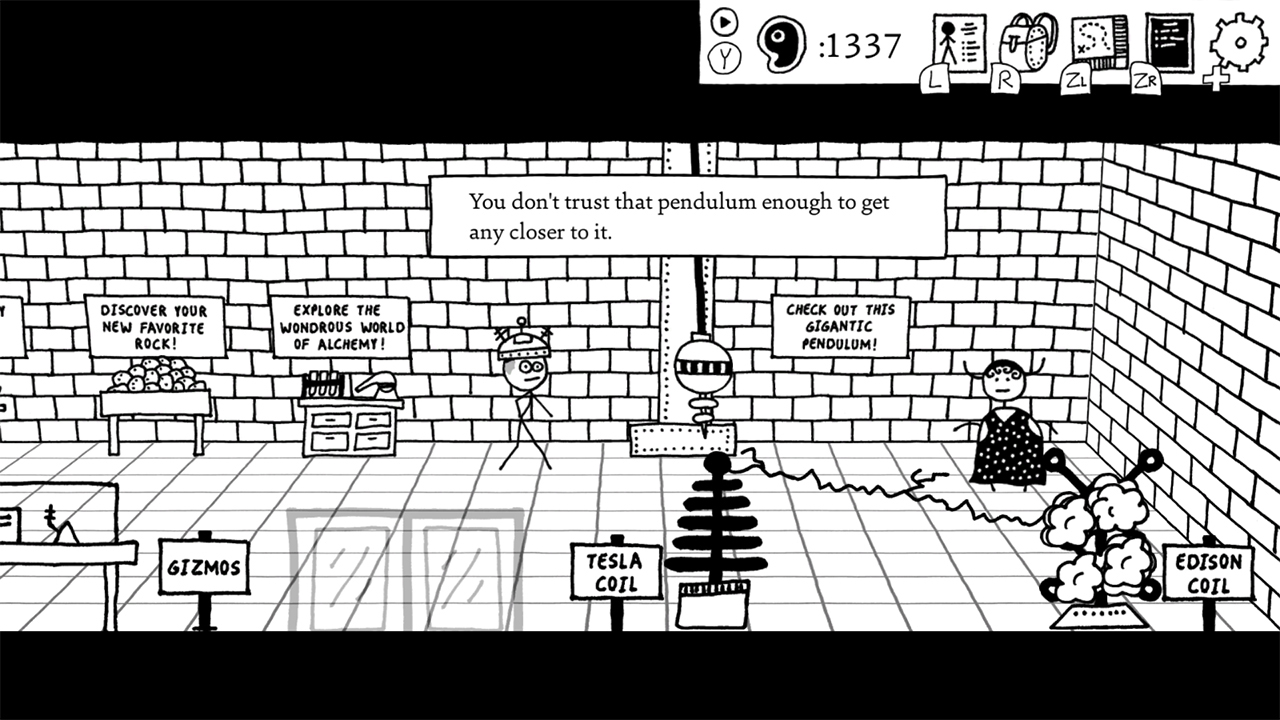 :1337
Y
L
R
ZL
ZR
You don't trust that pendulum enough to get
any closer to it.
Y
DISCOVER YOUR
NEW FAVORITE
ROCK!
EXPLORE THE
WONDROUS WORLD
OF ALCHEMY!
CHECK OUT THIS
GIGANTIC
PENDULUM!
GIZMOS
TESLA
COIL
EDISON
COIL